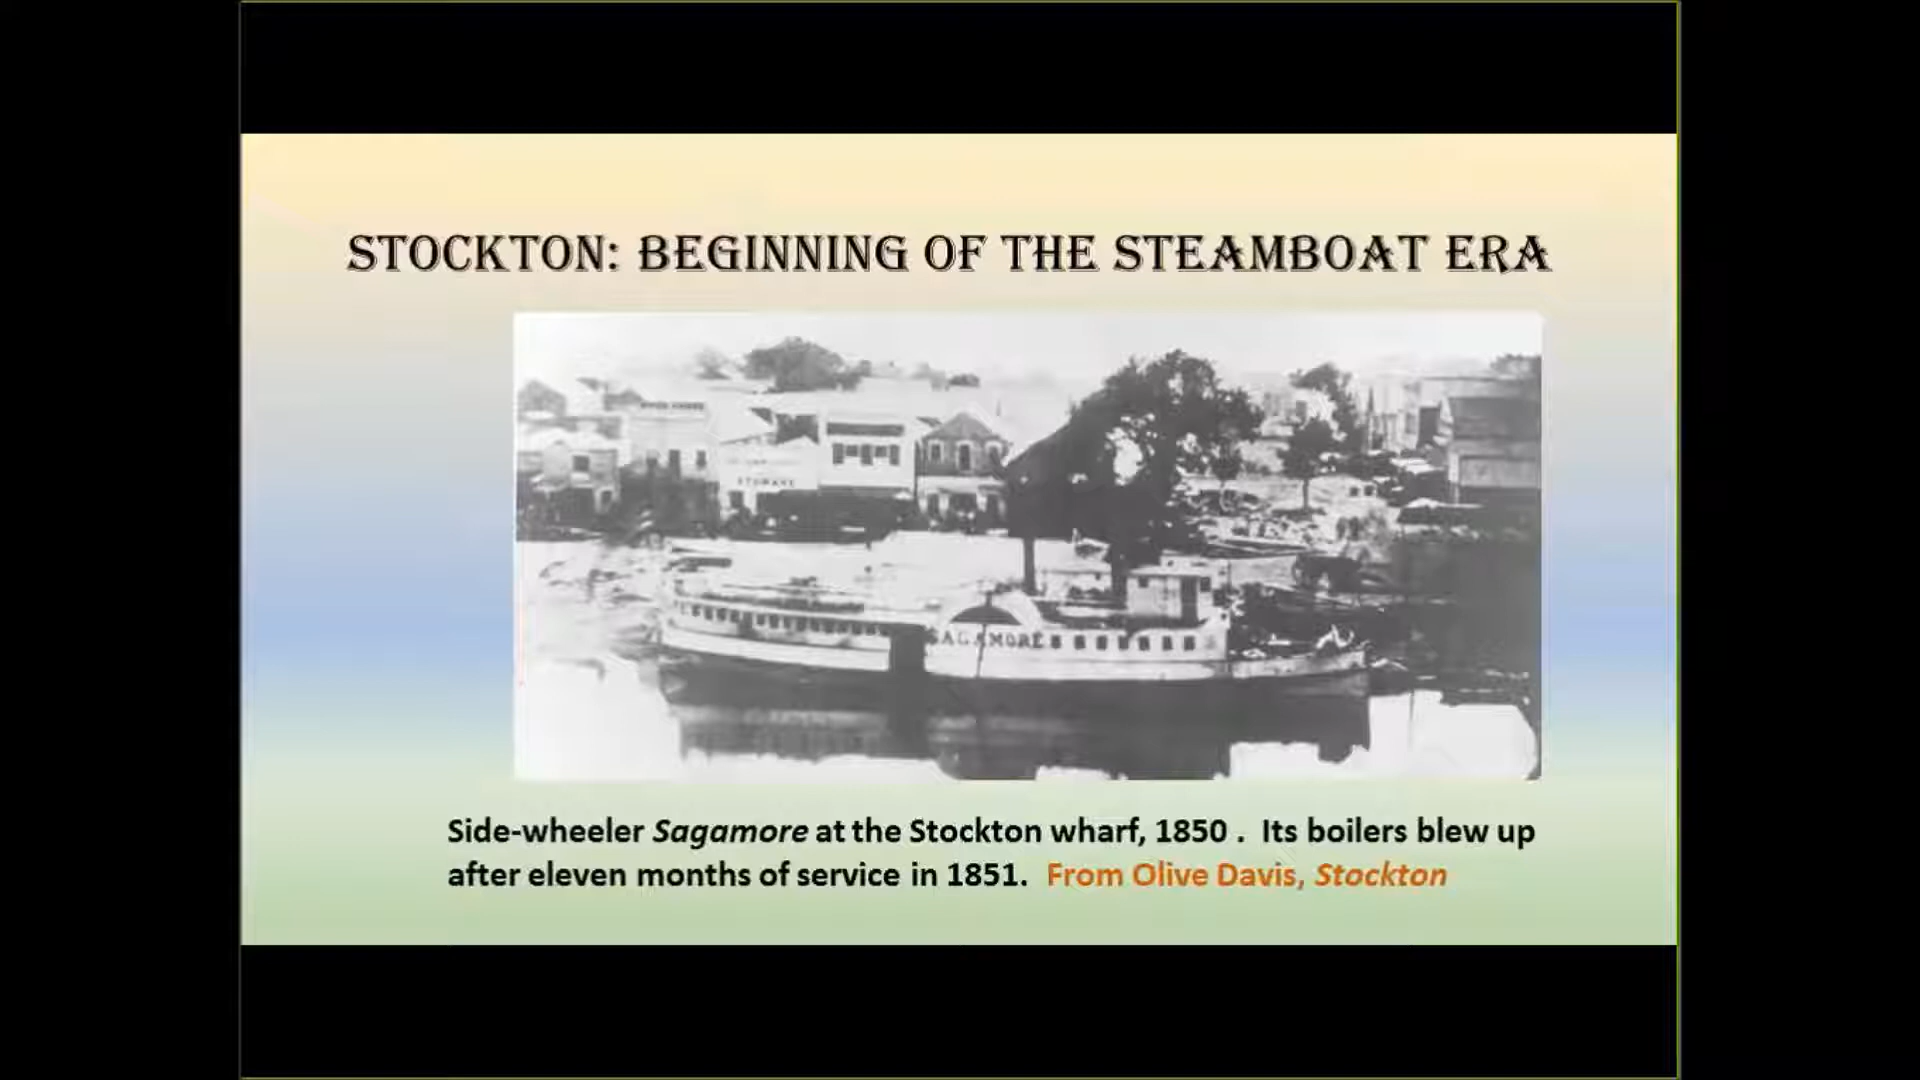 STOCKTON: BEGINNING OF THE STEAMBOAT ERA
SAGAMORE
Side-wheeler Sagamore at the Stockton wharf, 1850 .  Its boilers blew up
after eleven months of service in 1851.  From Olive Davis, Stockton